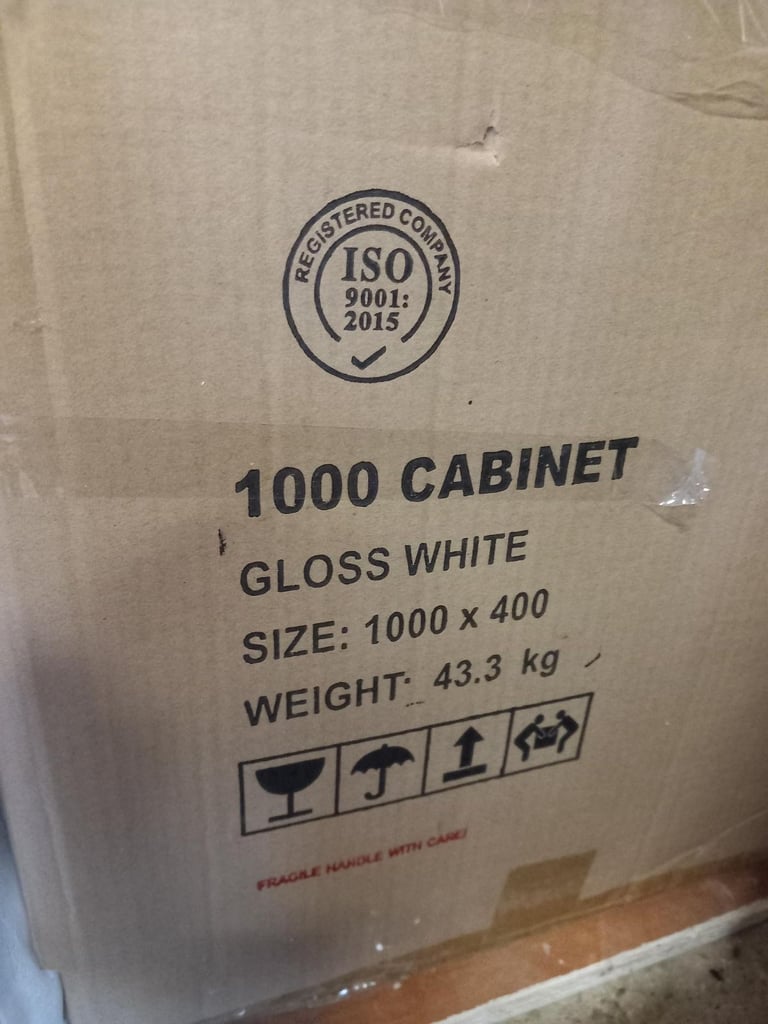 REGISTERED COMPANY
ISO
9001:
2015
1000 CABINET
GLOSS WHITE
SIZE: 1000 x 400
WEIGHT: 43.3 kg
FRAGILE HANDLE WITH CARE!